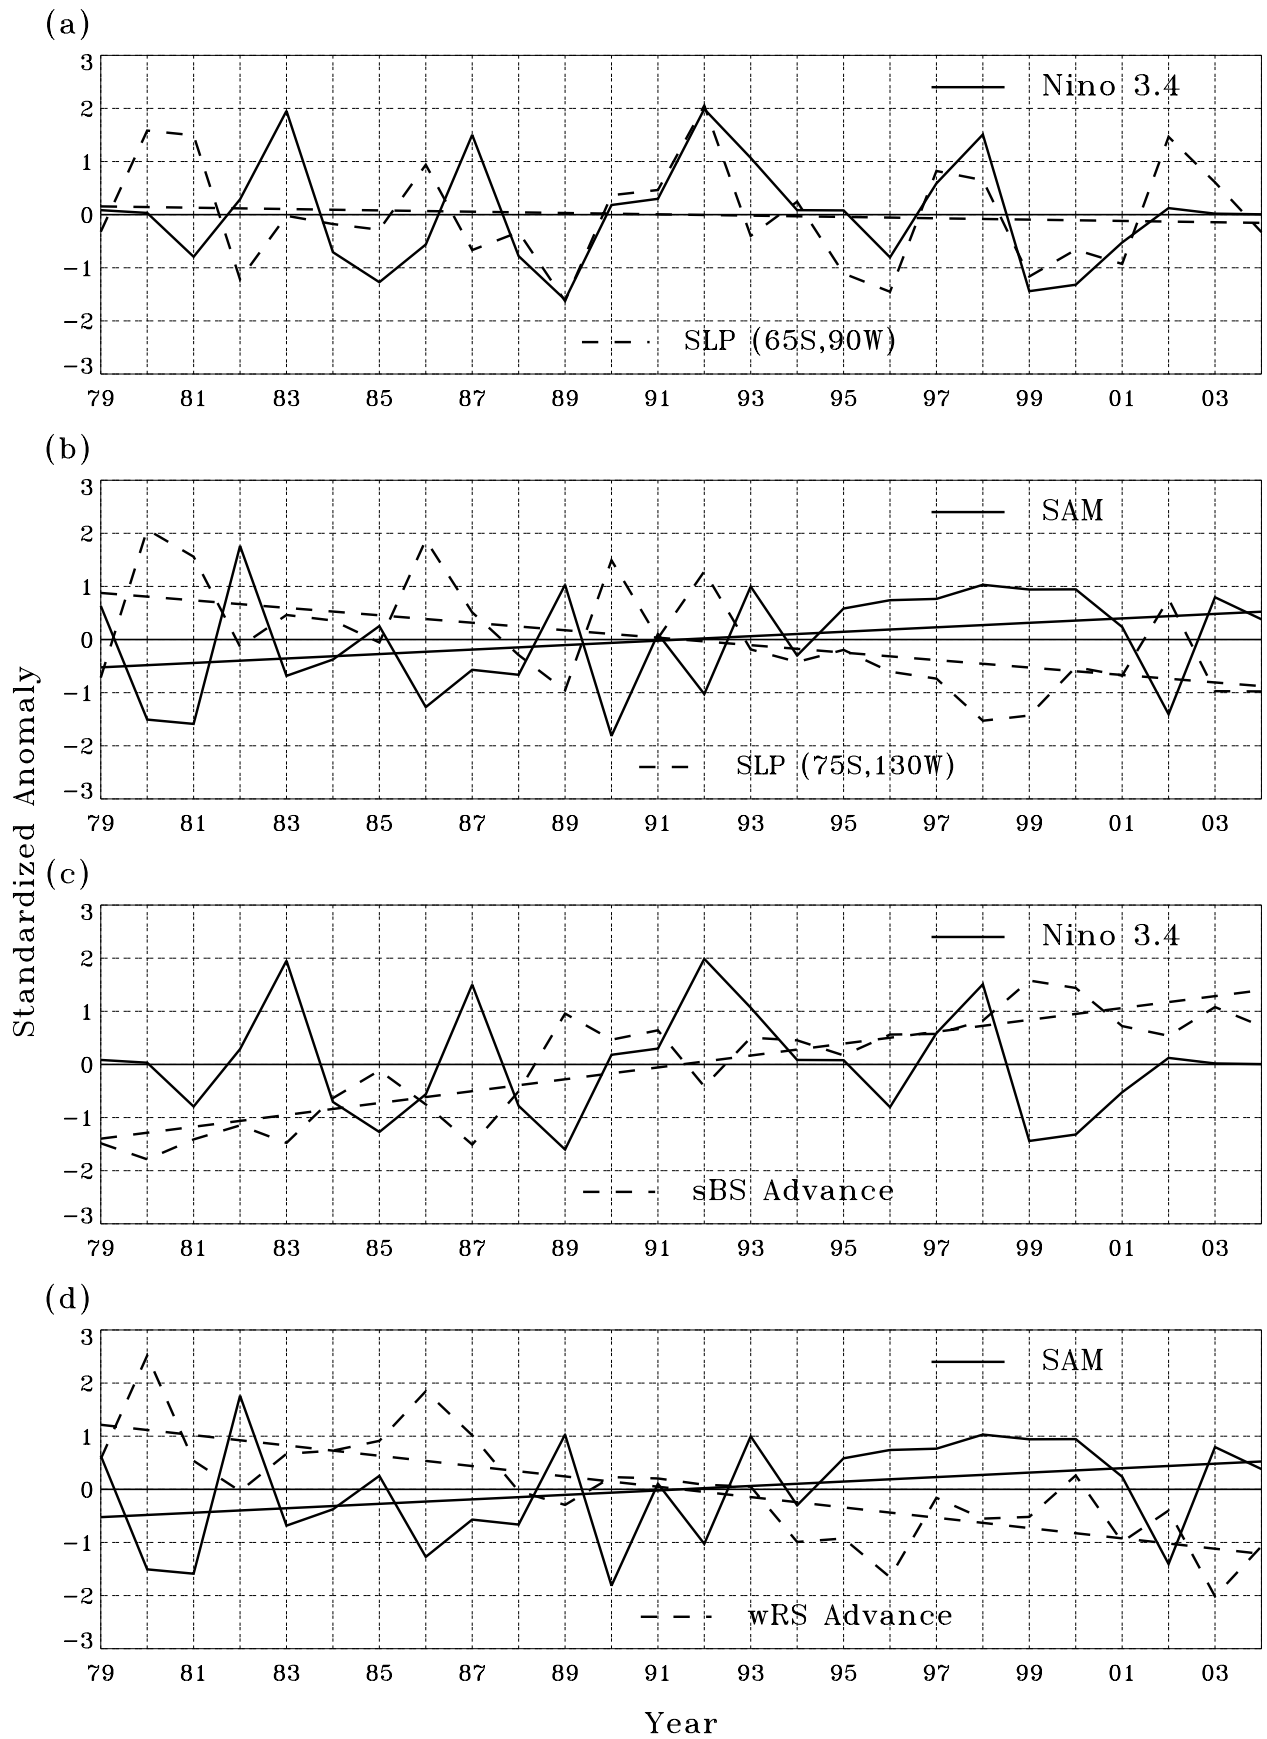 (a)
3
Nino 3.4
2
1
0
−1
−2
SLP (65S,90W)
−3
79 81 83 85 87 89 91 93 95 97 99 01 03
(b)
3
SAM
2
1
0
−1
−2
SLP (75S,130W)
−3
79 81 83 85 87 89 91 93 95 97 99 01 03
Standardized Anomaly
(c)
3
Nino 3.4
2
1
0
−1
−2
sBS Advance
−3
79 81 83 85 87 89 91 93 95 97 99 01 03
(d)
3
SAM
2
1
0
−1
−2
wRS Advance
−3
79 81 83 85 87 89 91 93 95 97 99 01 03
Year